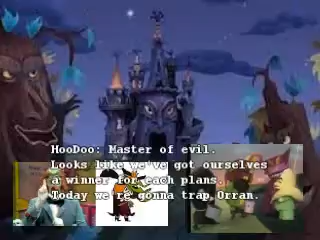 HooDoo: Master of evil.
Looks like we've got ourselves
a winner for each plans.
Today we're gonna trap Orran.